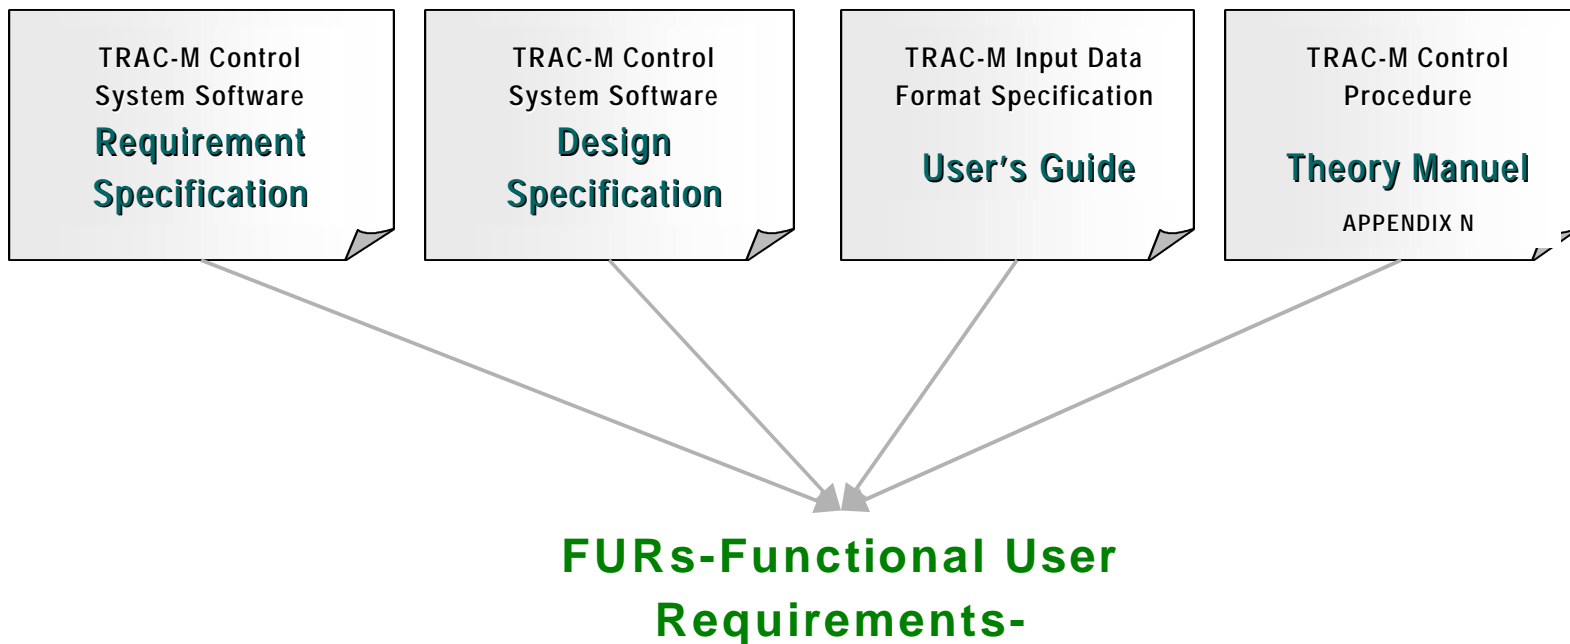 TRAC-M Control
System Software
Requirement
Specification
TRAC-M Control
System Software
Design
Specification
TRAC-M Input Data
Format Specification
User's Guide
TRAC-M Control
Procedure
Theory Manuel
APPENDIX N
FURs-Functional User
Requirements-